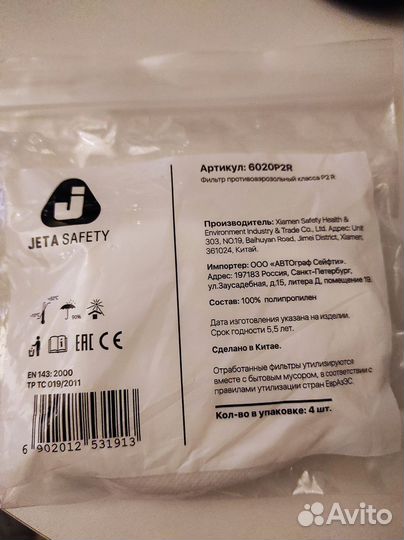 JETA SAFETY
Артикул: 6020P2R
Фильтр противоаэрозольный класса P2 R
Производитель: Xiamen Safety Health &
Environment Industry & Trade Co., Ltd. Адрес: Unit
303, NO.19, Baihuyan Road, Jimei District, Xiamen,
361024, Китай.
Импортер: ООО «АВТОграф Сейфти».
Адрес: 197183 Россия, Санкт-Петербург,
ул.Заусадебная, д.15, литера Д, помещение 19.
Состав: 100% полипропилен
Дата изготовления указана на изделии.
Срок годности 5,5 лет.
Сделано в Китае.
Отработанные фильтры утилизируются
вместе с бытовым мусором, в соответствии с
правилами утилизации стран ЕврАзЭС.
Кол-во в упаковке: 4 шт.
90%
EAC CE
EN 143: 2000
ТР ТС 019/2011
6 902012 531913
Avito